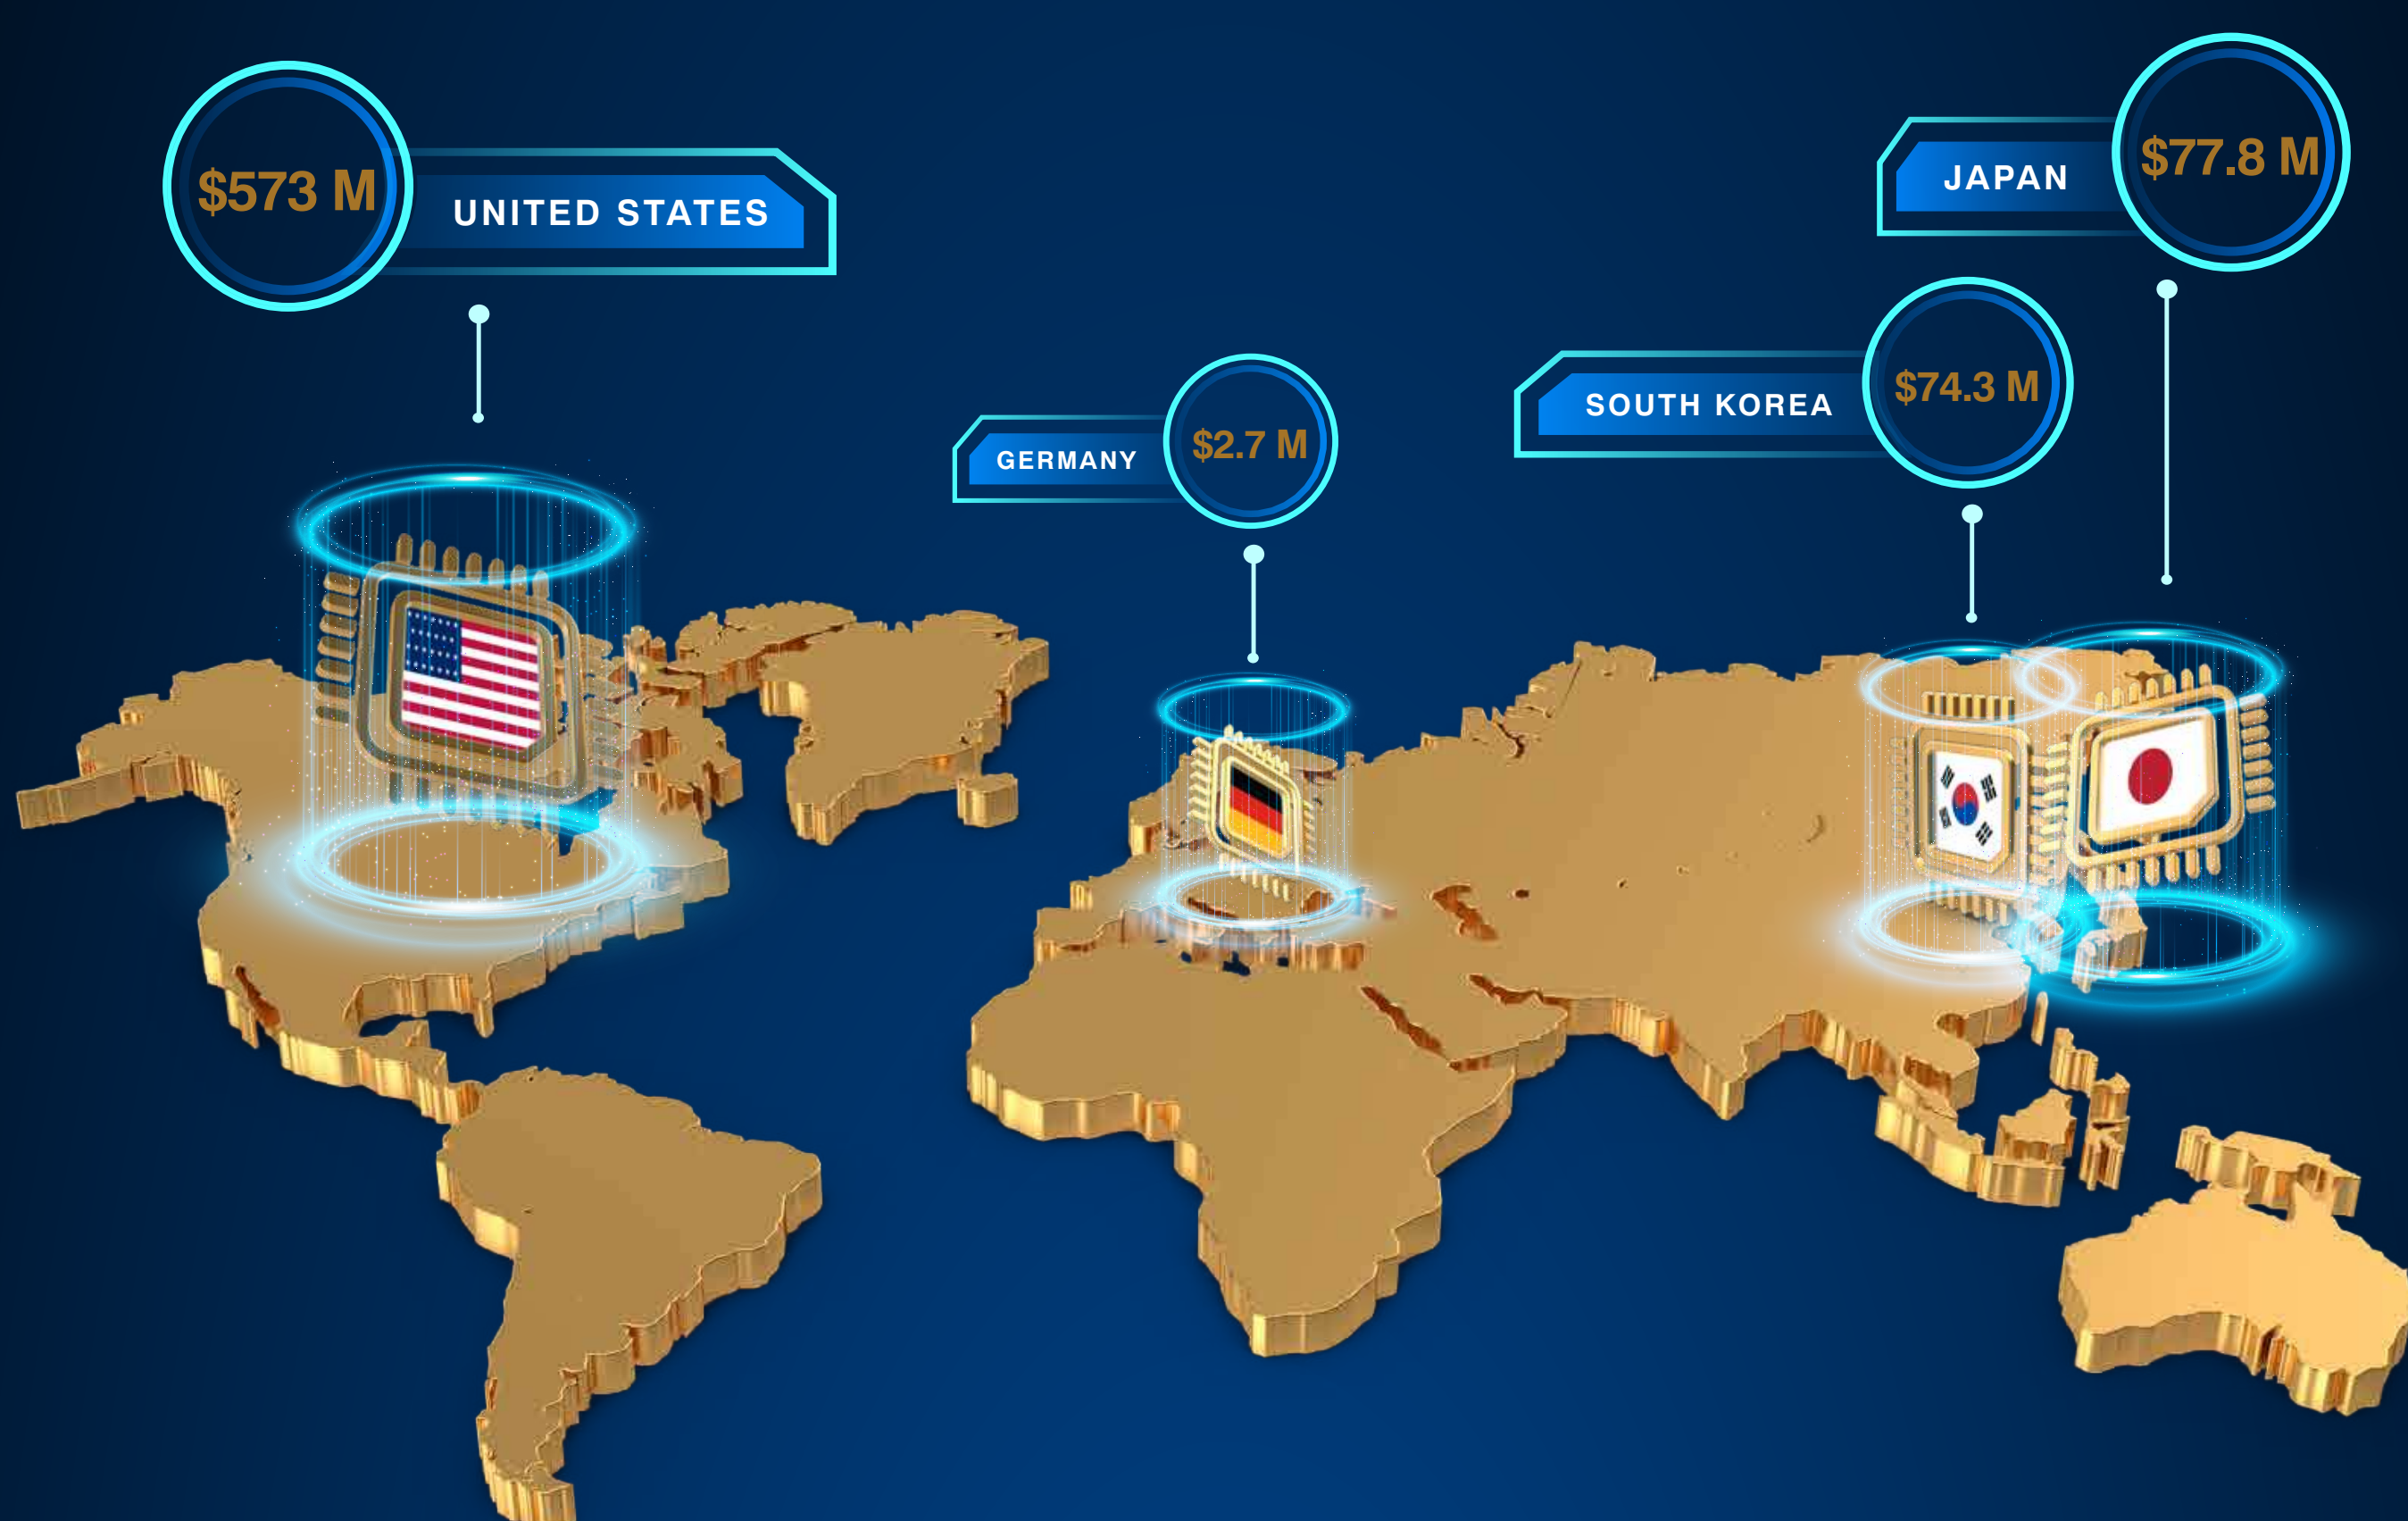 $573 M
UNITED STATES
JAPAN
$77.8 M
SOUTH KOREA
$74.3 M
GERMANY
$2.7 M